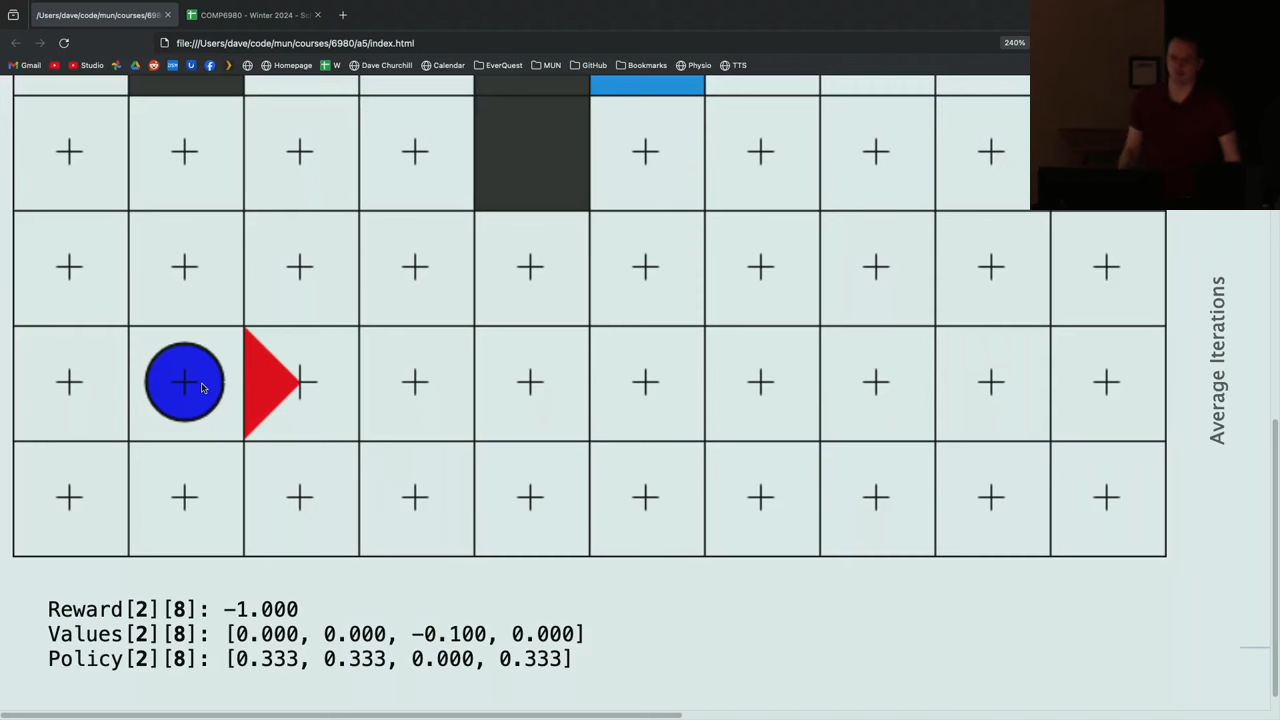 /Users/dave/code/mun/courses/698
COMP6980 - Winter 2024 - Sc
file:///Users/dave/code/mun/courses/6980/a5/index.html
240%
Gmail Studio Homepage W Dave Churchill Calendar EverQuest MUN GitHub Bookmarks Physio TTS
Average Iterations
Reward[2][8]: -1.000
Values[2][8]: [0.000, 0.000, -0.100, 0.000]
Policy[2][8]: [0.333, 0.333, 0.000, 0.333]